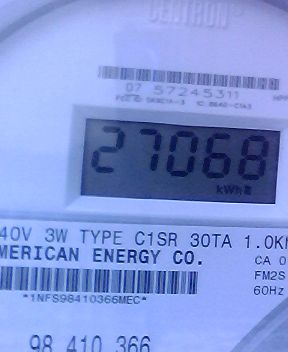 CENTRON®
07 57245311
27068
kWh
40V 3W TYPE C1SR 30TA 1.0K
MERICAN ENERGY CO.
CA 0
FM2S
*1NFS98410366MEC*
60Hz
98 410 366